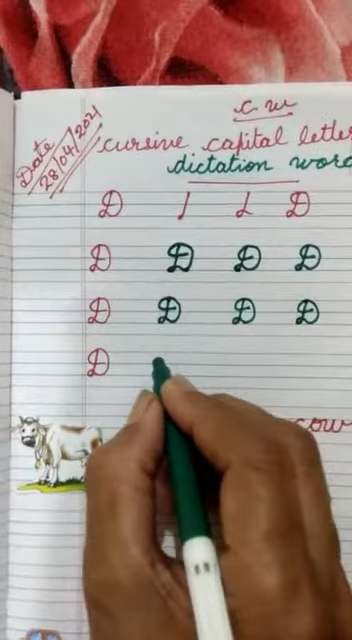 c.w
Date
28/04/2021
cursive capital letter
dictation word
D D
D D D D
D D D D
D
cow